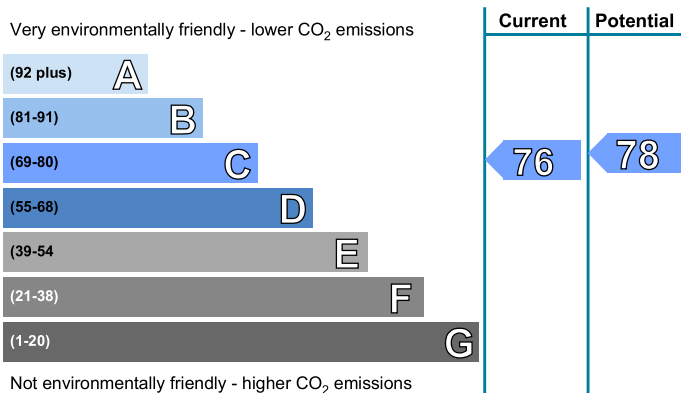 Current Potential
Very environmentally friendly - lower CO2 emissions
(92 plus) A
(81-91) B
(69-80) C
76 78
(55-68) D
(39-54 E
(21-38) F
(1-20) G
Not environmentally friendly - higher CO2 emissions